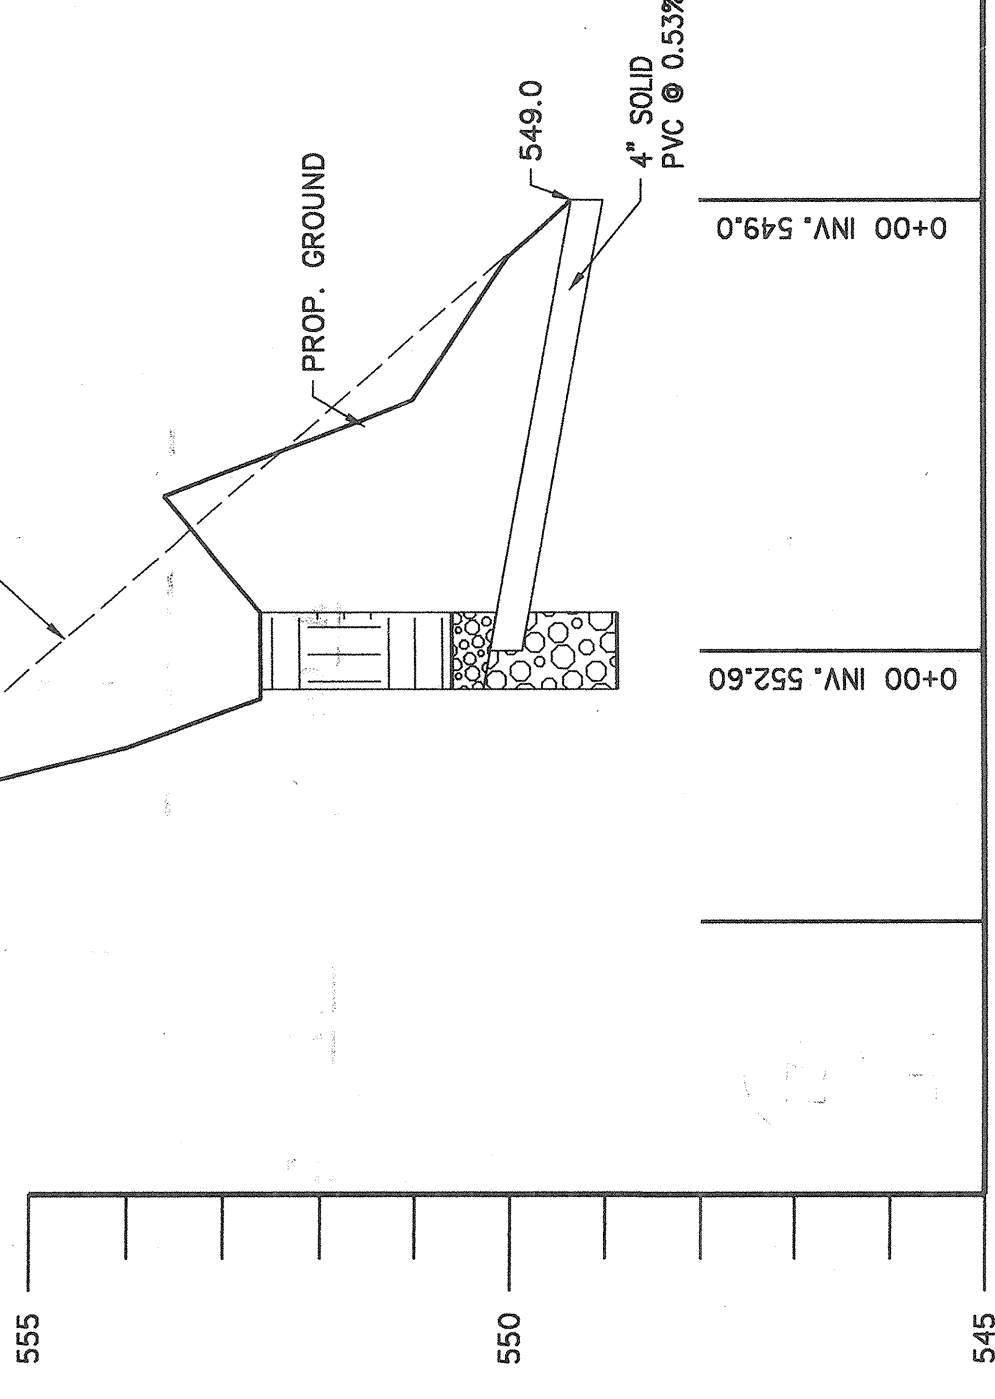 PROP. GROUND
549.0
4" SOLID
PVC @ 0.53%
0+00 INV. 549.0
0+00 INV. 552.60
555
550
545